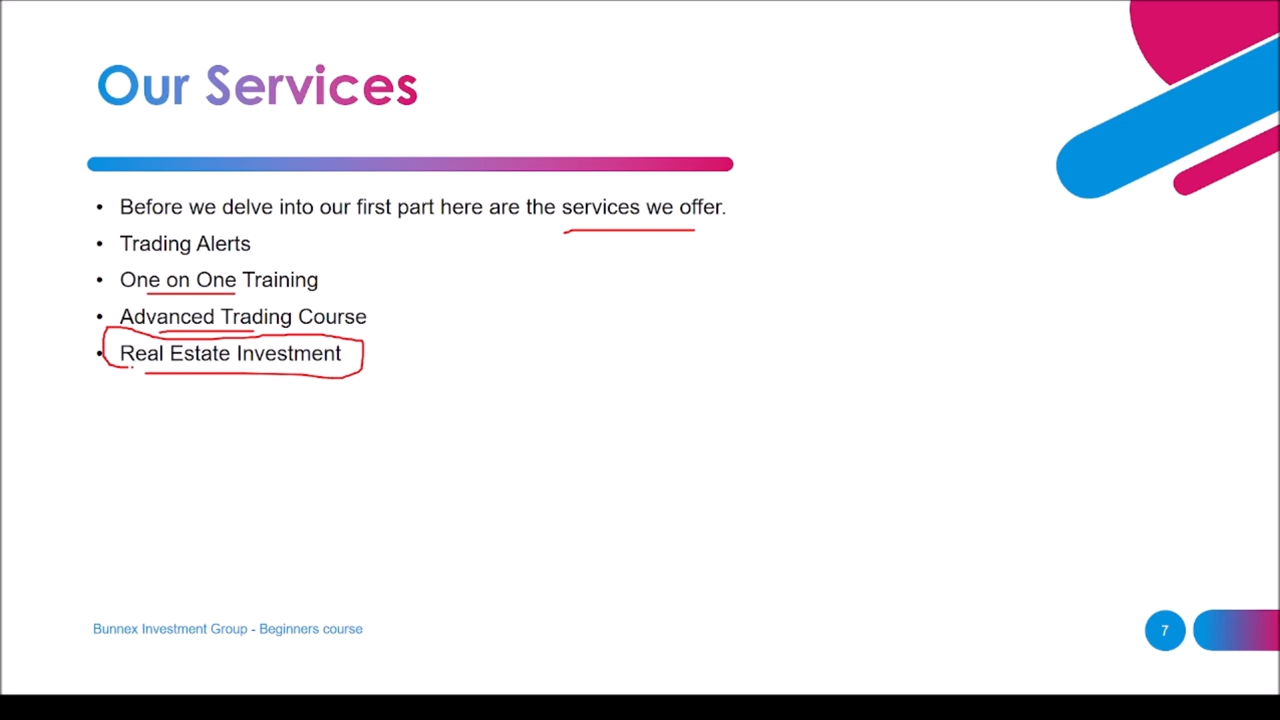 Our Services
• Before we delve into our first part here are the services we offer.
• Trading Alerts
• One on One Training
• Advanced Trading Course
• Real Estate Investment
Bunnex Investment Group - Beginners course
7